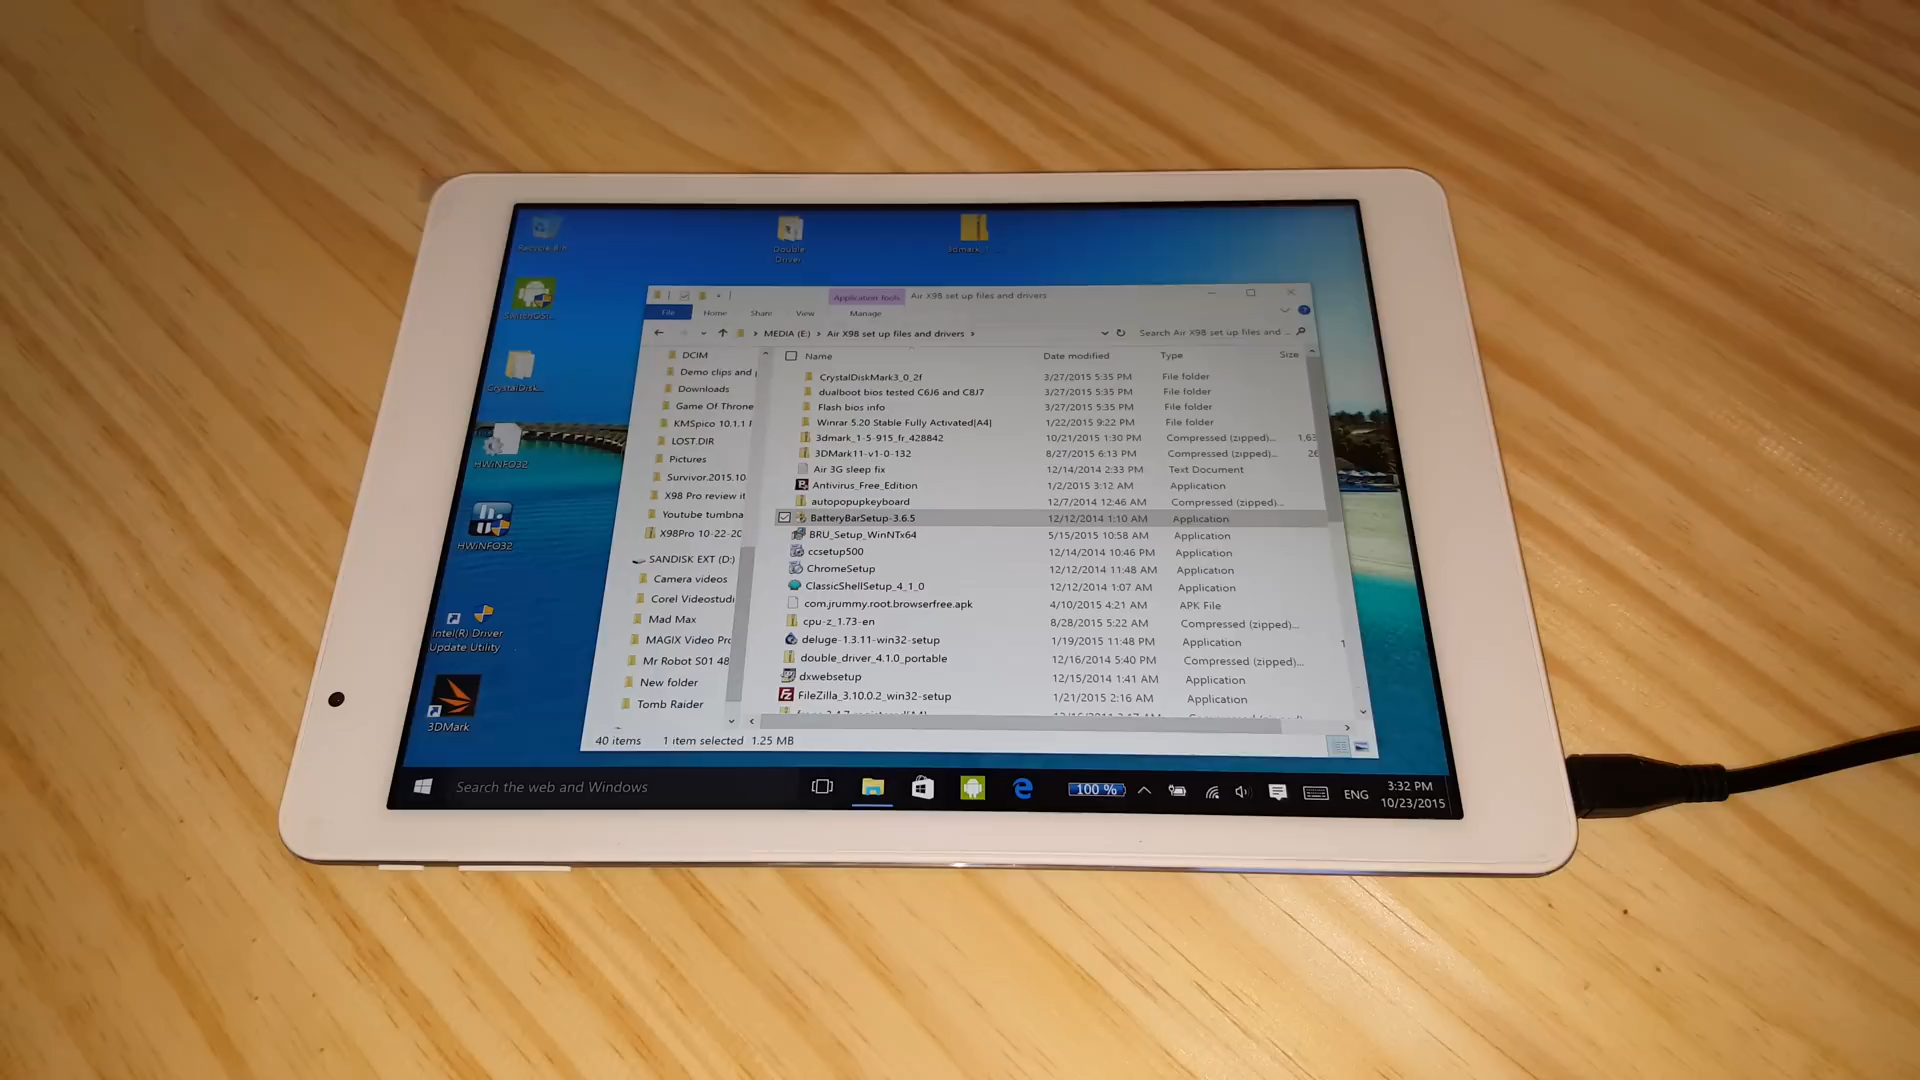 Recycle Bin
Double
Driver
3dmark_1...
SwitchOS!...
CrystalDisk...
HWiNFO32
HWiNFO32
Intel(R) Driver
Update Utility
3DMark
Application Tools Air X98 set up files and drivers
File Home Share View Manage
MEDIA (E:) > Air X98 set up files and drivers >
Search Air X98 set up files and ...
DCIM
Demo clips and
Downloads
Game Of Throne
KMSpico 10.1.1
LOST.DIR
Pictures
Survivor.2015.10
X98 Pro review it
Youtube tumbna
X98Pro 10-22-20
SANDISK EXT (D:)
Camera videos
Corel Videostudi
Mad Max
MAGIX Video Pro
Mr Robot S01 48
New folder
Tomb Raider
Name Date modified Type Size
CrystalDiskMark3_0_2f 3/27/2015 5:35 PM File folder
dualboot bios tested C6J6 and C8J7 3/27/2015 5:35 PM File folder
Flash bios info 3/27/2015 5:35 PM File folder
Winrar 5.20 Stable Fully Activated[A4] 1/22/2015 9:22 PM File folder
3dmark_1-5-915_fr_428842 10/21/2015 1:30 PM Compressed (zipped)... 1,63
3DMark11-v1-0-132 8/27/2015 6:13 PM Compressed (zipped)... 26
Air 3G sleep fix 12/14/2014 2:33 PM Text Document
Antivirus_Free_Edition 1/2/2015 3:12 AM Application
autopopupkeyboard 12/7/2014 12:46 AM Compressed (zipped)...
BatteryBarSetup-3.6.5 12/12/2014 1:10 AM Application
BRU_Setup_WinNTx64 5/15/2015 10:58 AM Application
ccsetup500 12/14/2014 10:46 PM Application
ChromeSetup 12/12/2014 11:48 AM Application
ClassicShellSetup_4_1_0 12/12/2014 1:07 AM Application
com.jrummy.root.browserfree.apk 4/10/2015 4:21 AM APK File
cpu-z_1.73-en 8/28/2015 5:22 AM Compressed (zipped)...
deluge-1.3.11-win32-setup 1/19/2015 11:48 PM Application 1
double_driver_4.1.0_portable 12/16/2014 5:40 PM Compressed (zipped)...
dxwebsetup 12/15/2014 1:41 AM Application
FileZilla_3.10.0.2_win32-setup 1/21/2015 2:16 AM Application
40 items 1 item selected 1.25 MB
Search the web and Windows
100 %
ENG
3:32 PM
10/23/2015